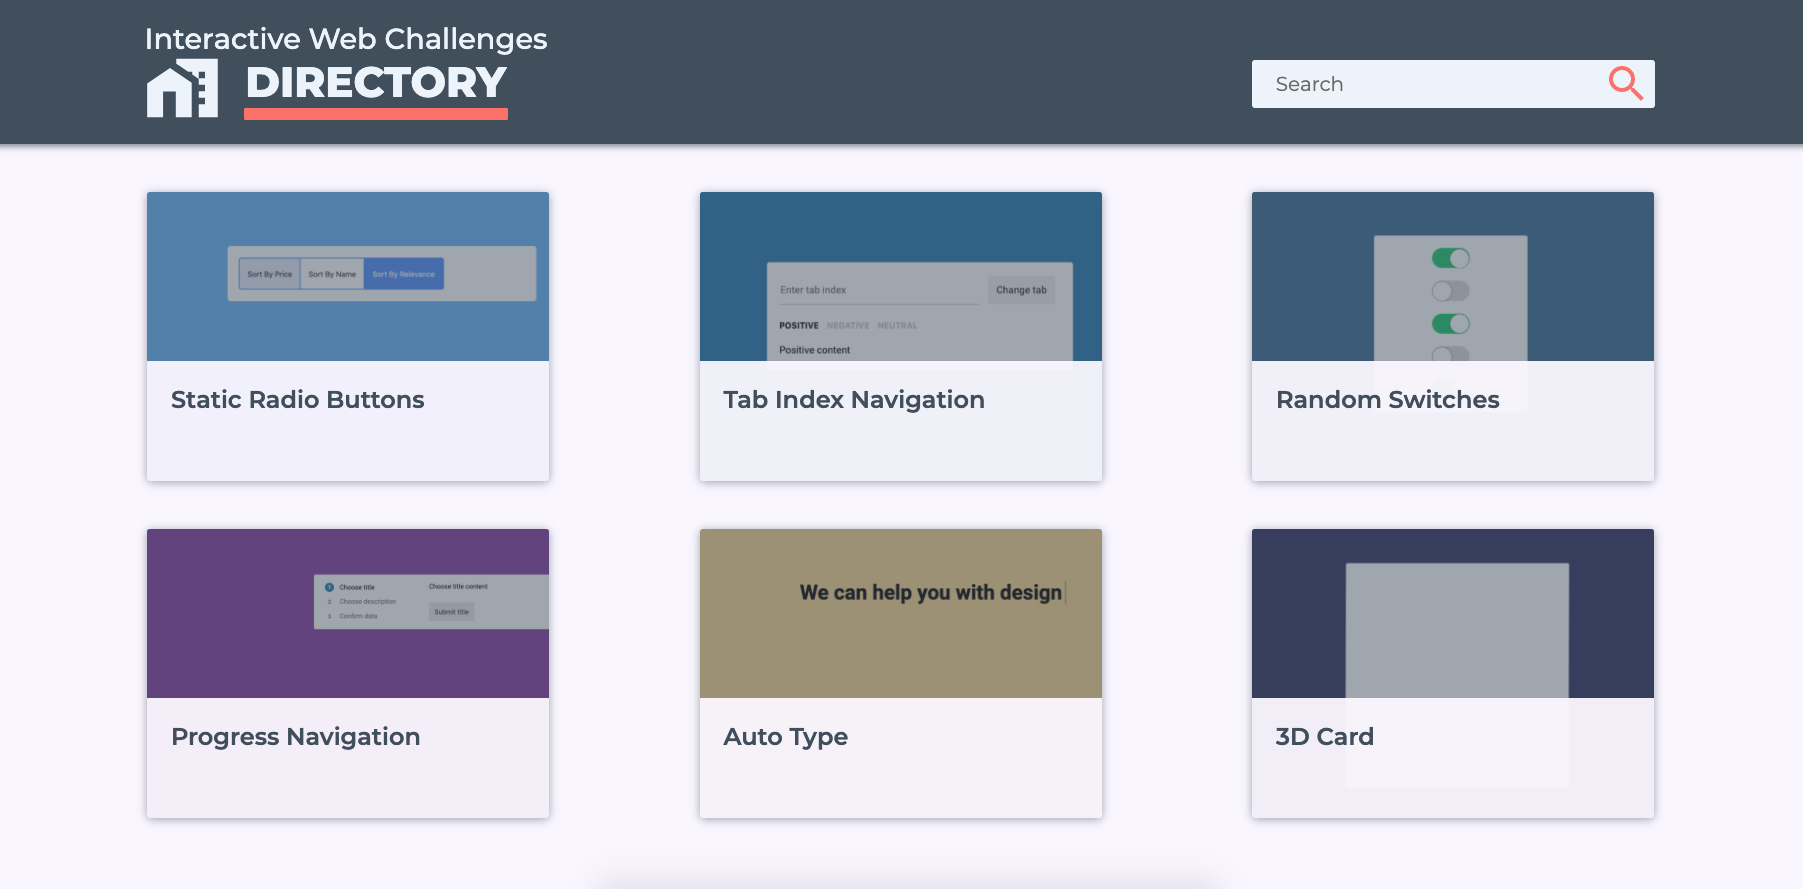 Interactive Web Challenges
DIRECTORY
Search
Sort By Price Sort By Name Sort By Relevance
Static Radio Buttons
Enter tab index Change tab
POSITIVE NEGATIVE NEUTRAL
Positive content
Tab Index Navigation
Random Switches
1 Choose title Choose title content
2 Choose description
Submit title
3 Confirm data
Progress Navigation
We can help you with design
Auto Type
3D Card